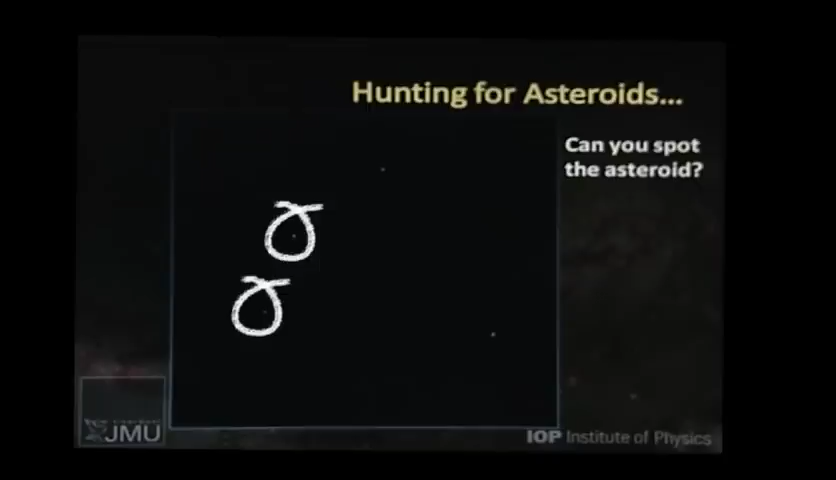 Hunting for Asteroids...
Can you spot
the asteroid?
JMU
IOP Institute of Physics